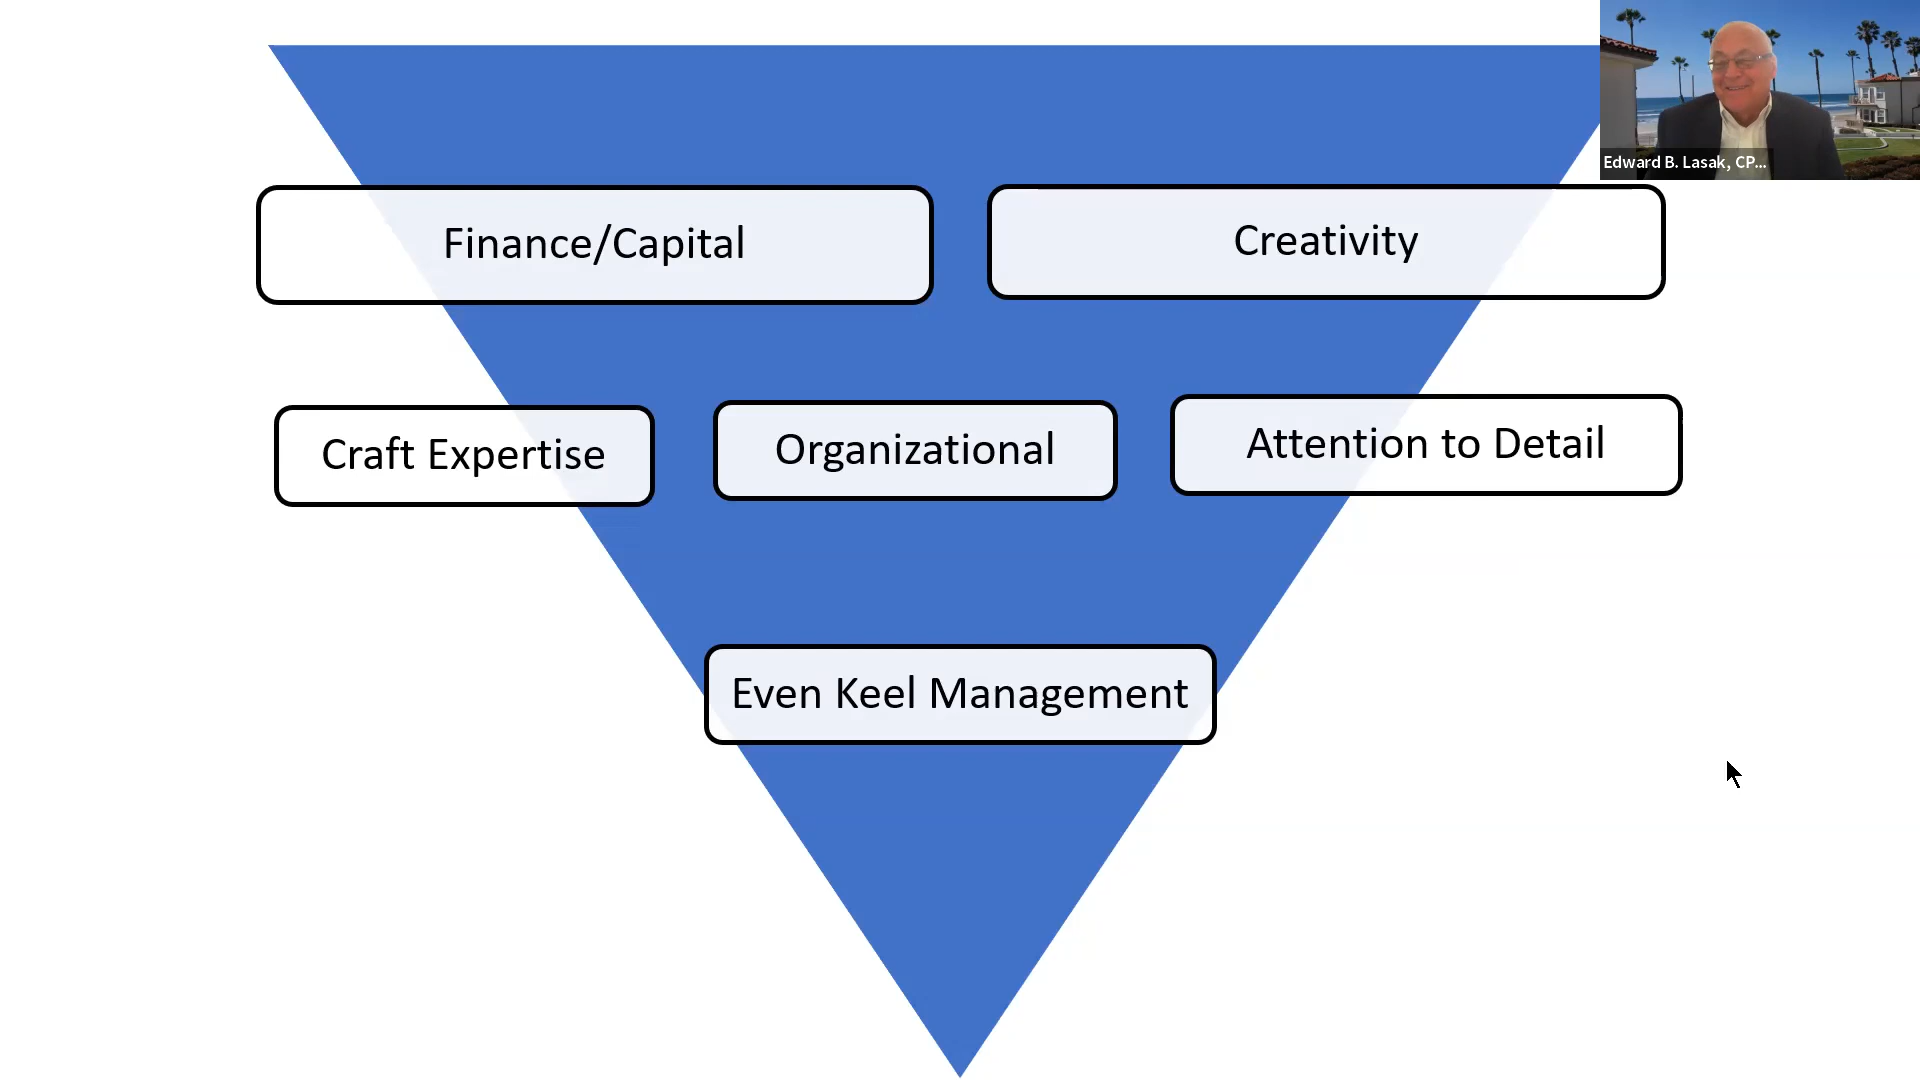 Edward B. Lasak, CP...
Finance/Capital
Creativity
Craft Expertise
Organizational
Attention to Detail
Even Keel Management